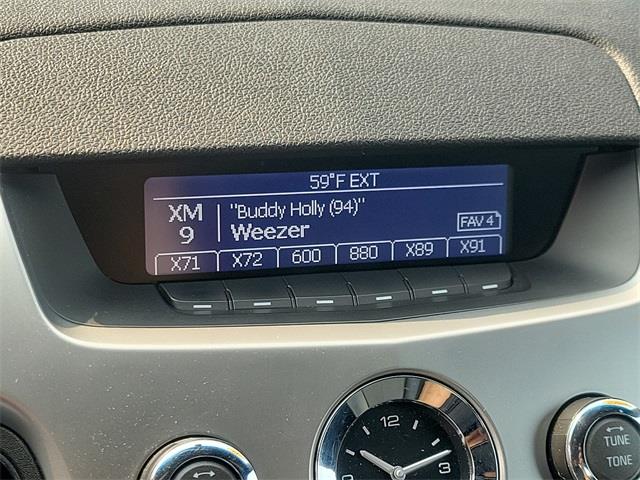 59°F EXT
XM
9
"Buddy Holly (94)"
Weezer
FAV 4
X71 X72 600 880 X89 X91
12
3
TUNE
TONE